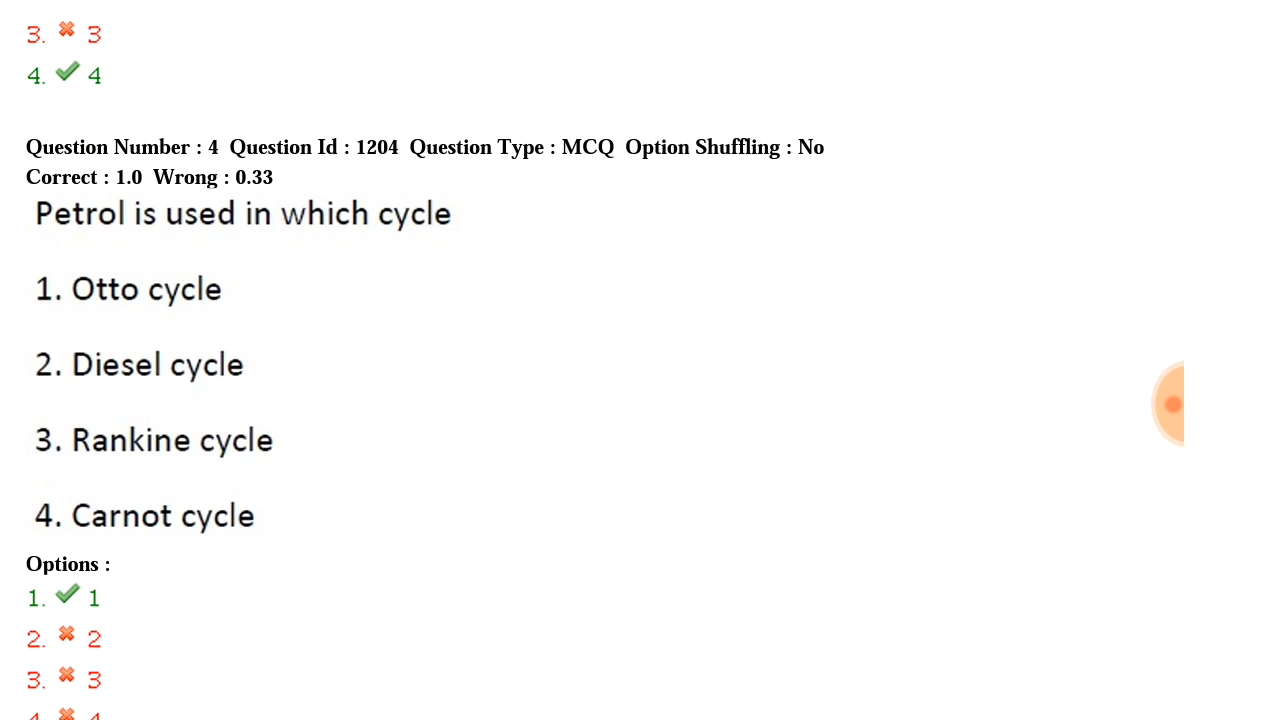 3. 3
4. 4
Question Number : 4 Question Id : 1204 Question Type : MCQ Option Shuffling : No
Correct : 1.0 Wrong : 0.33
Petrol is used in which cycle
1. Otto cycle
2. Diesel cycle
3. Rankine cycle
4. Carnot cycle
Options :
1. 1
2. 2
3. 3
4. 4